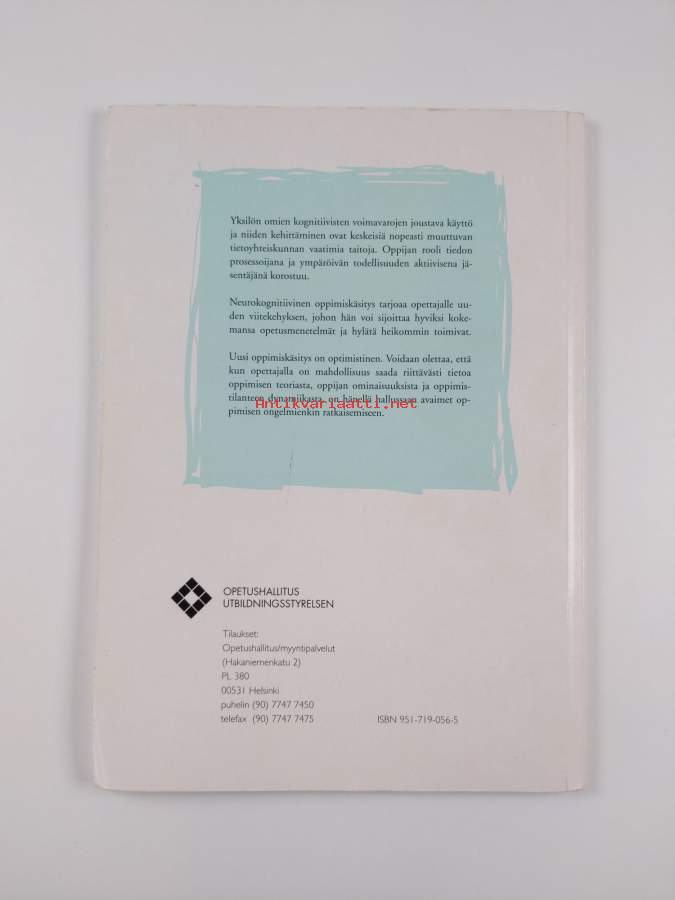 Yksilön omien kognitiivisten voimavarojen joustava käyttö
ja niiden kehittäminen ovat keskeisiä nopeasti muuttuvan
tietoyhteiskunnan vaatimia taitoja. Oppijan rooli tiedon
prosessoijana ja ympäröivän todellisuuden aktiivisena jä-
sentäjänä korostuu.
Neurokognitiivinen oppimiskäsitys tarjoaa opettajalle uu-
den viitekehyksen, johon hän voi sijoittaa hyviksi koke-
mansa opetusmenetelmät ja hylätä heikommin toimivat.
Uusi oppimiskäsitys on optimistinen. Voidaan olettaa, että
kun opettajalla on mahdollisuus saada riittävästi tietoa
oppimisen teoriasta, oppijan ominaisuuksista ja oppimis-
tilanteen dynamiikasta, on hänellä hallussaan avaimet op-
Antikvariaatti.net
pimisen ongelmienkin ratkaisemiseen.
OPETUSHALLITUS
UTBILDNINGSSTYRELSEN
Tilaukset:
Opetushallitus/myyntipalvelut
(Hakaniemenkatu 2)
PL 380
00531 Helsinki
puhelin (90) 7747 7450
telefax (90) 7747 7475
ISBN 951-719-056-5